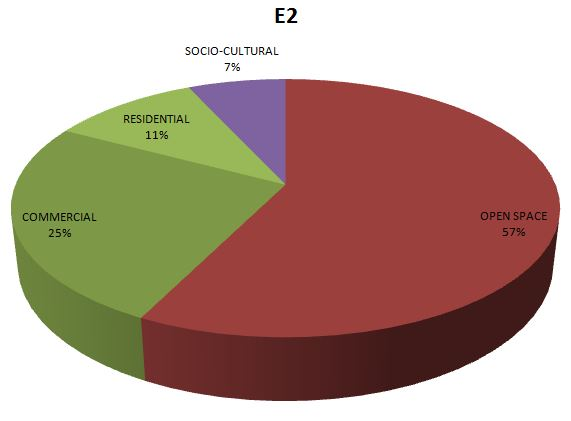 E2
SOCIO-CULTURAL
7%
RESIDENTIAL
11%
COMMERCIAL
25%
OPEN SPACE
57%